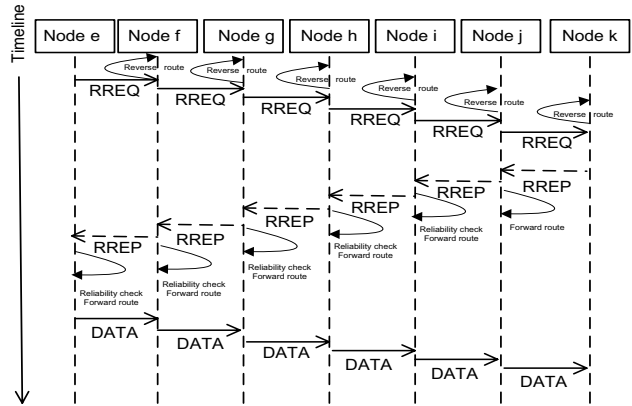 Timeline
Node e Node f Node g Node h Node i Node j Node k
Reverse route
Reverse route
Reverse route
Reverse route
Reverse route
Reverse route
RREQ
RREQ
RREQ
RREQ
RREQ
RREQ
RREP
RREP
RREP
RREP
RREP
RREP
Forward route
Reliability check
Forward route
Reliability check
Forward route
Reliability check
Forward route
Reliability check
Forward route
Reliability check
Forward route
DATA
DATA
DATA
DATA
DATA
DATA